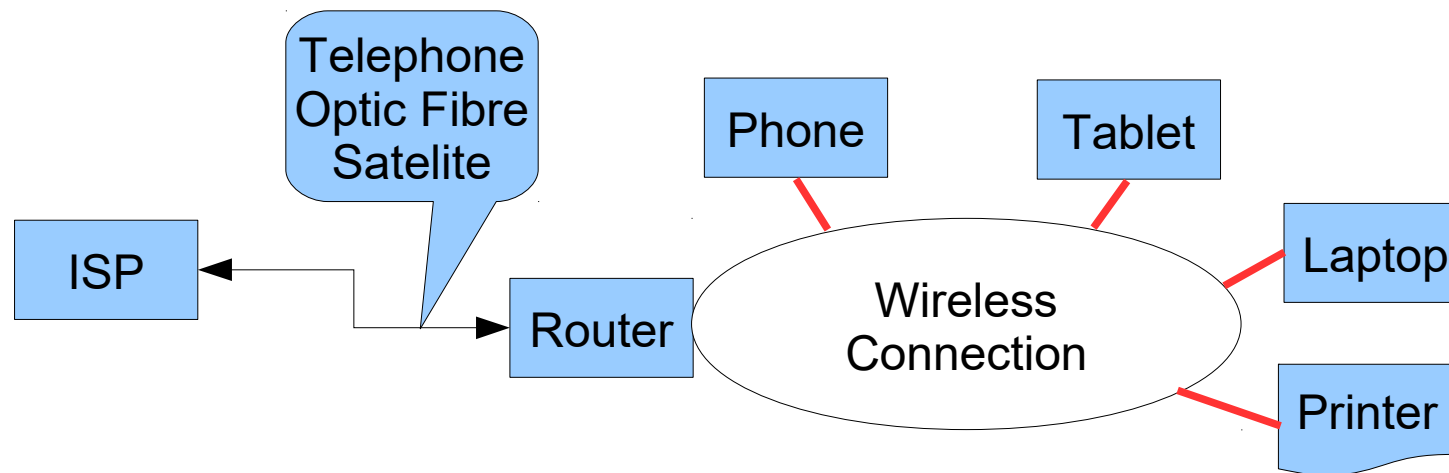 Telephone
Optic Fibre
Satelite
Phone
Tablet
ISP
Laptop
Router
Wireless
Connection
Printer